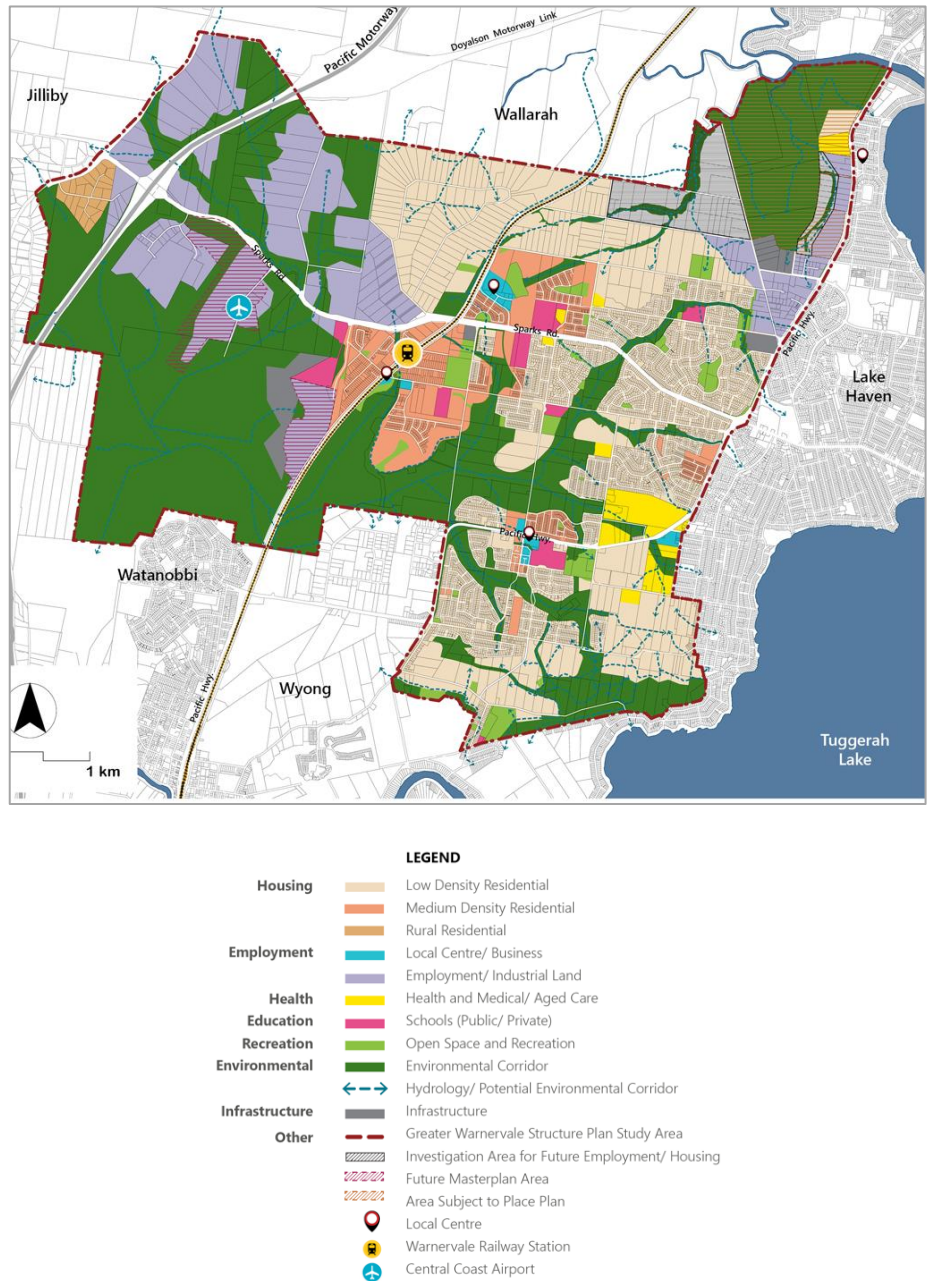 Pacific Motorway
Doyalson Motorway Link
Jilliby
Wallarah
Sparks Rd.
Sparks Rd.
Pacific Hwy.
Lake
Haven
Pacific Hwy.
Watanobbi
Pacific Hwy.
Wyong
Tuggerah
Lake
1 km
LEGEND
Housing Low Density Residential
Medium Density Residential
Rural Residential
Employment Local Centre/ Business
Employment/ Industrial Land
Health Health and Medical/ Aged Care
Education Schools (Public/ Private)
Recreation Open Space and Recreation
Environmental Environmental Corridor
Hydrology/ Potential Environmental Corridor
Infrastructure Infrastructure
Other Greater Warnervale Structure Plan Study Area
Investigation Area for Future Employment/ Housing
Future Masterplan Area
Area Subject to Place Plan
Local Centre
Warnervale Railway Station
Central Coast Airport